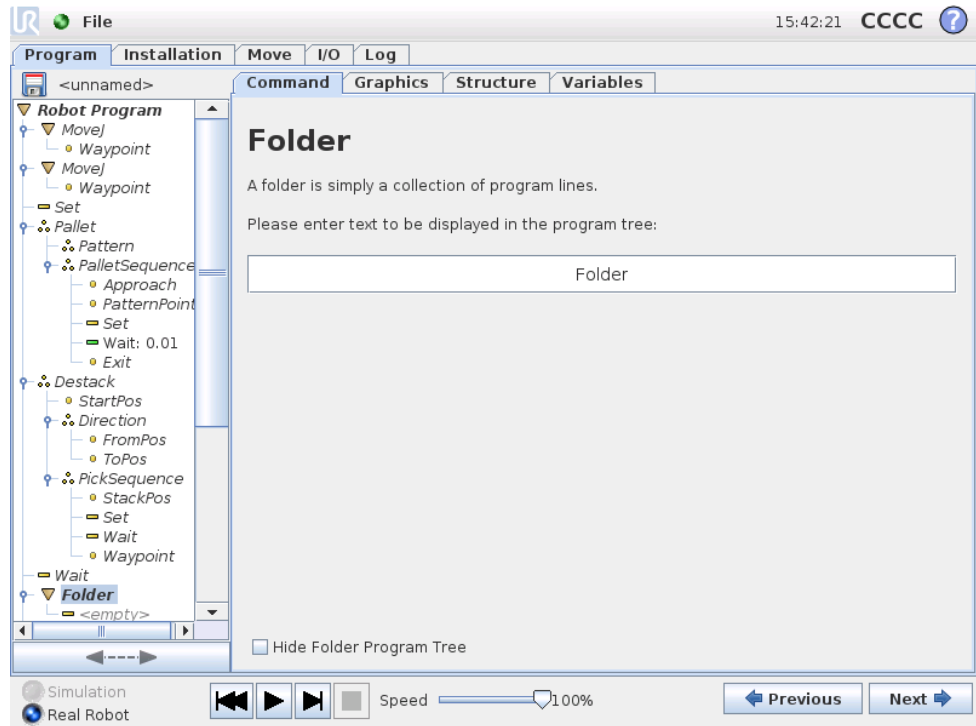 UR File 15:42:21 CCCC ?
Program Installation Move I/O Log
<unnamed>
Command Graphics Structure Variables
Robot Program
MoveJ
Waypoint
MoveJ
Waypoint
Set
Pallet
Pattern
PalletSequence
Approach
PatternPoint
Set
Wait: 0.01
Exit
Destack
StartPos
Direction
FromPos
ToPos
PickSequence
StackPos
Set
Wait
Waypoint
Wait
Folder
<empty>
Folder
A folder is simply a collection of program lines.
Please enter text to be displayed in the program tree:
Folder
Hide Folder Program Tree
Simulation
Real Robot
Speed 100%
Previous Next